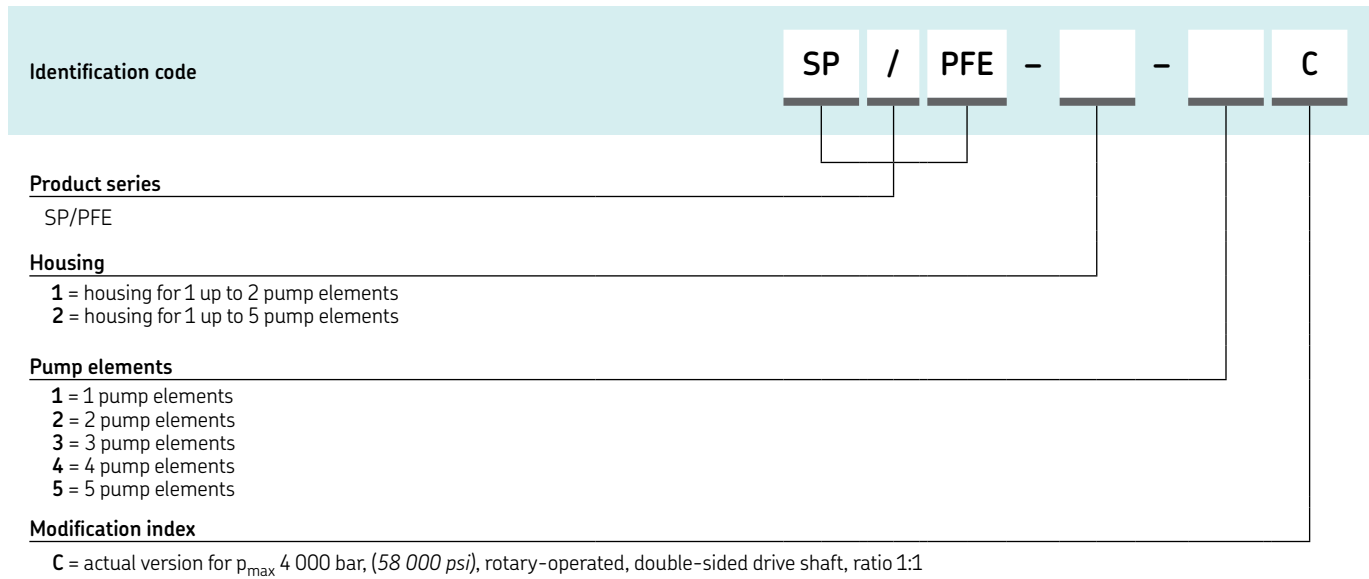 Identification code SP / PFE – – C
Product series
SP/PFE
Housing
1 = housing for 1 up to 2 pump elements
2 = housing for 1 up to 5 pump elements
Pump elements
1 = 1 pump elements
2 = 2 pump elements
3 = 3 pump elements
4 = 4 pump elements
5 = 5 pump elements
Modification index
C = actual version for pmax 4 000 bar, (58 000 psi), rotary-operated, double-sided drive shaft, ratio 1:1